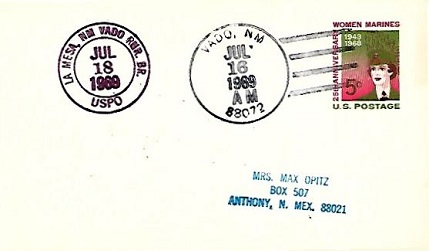 LA MESA, NM VADO RUR. BR.
JUL
18
1969
USPO
VADO, NM
JUL
16
1969
AM
88072
WOMEN MARINES
1943
1968
25th ANNIVERSARY
5c
U.S. POSTAGE
MRS. MAX OPITZ
BOX 507
ANTHONY, N. MEX. 88021